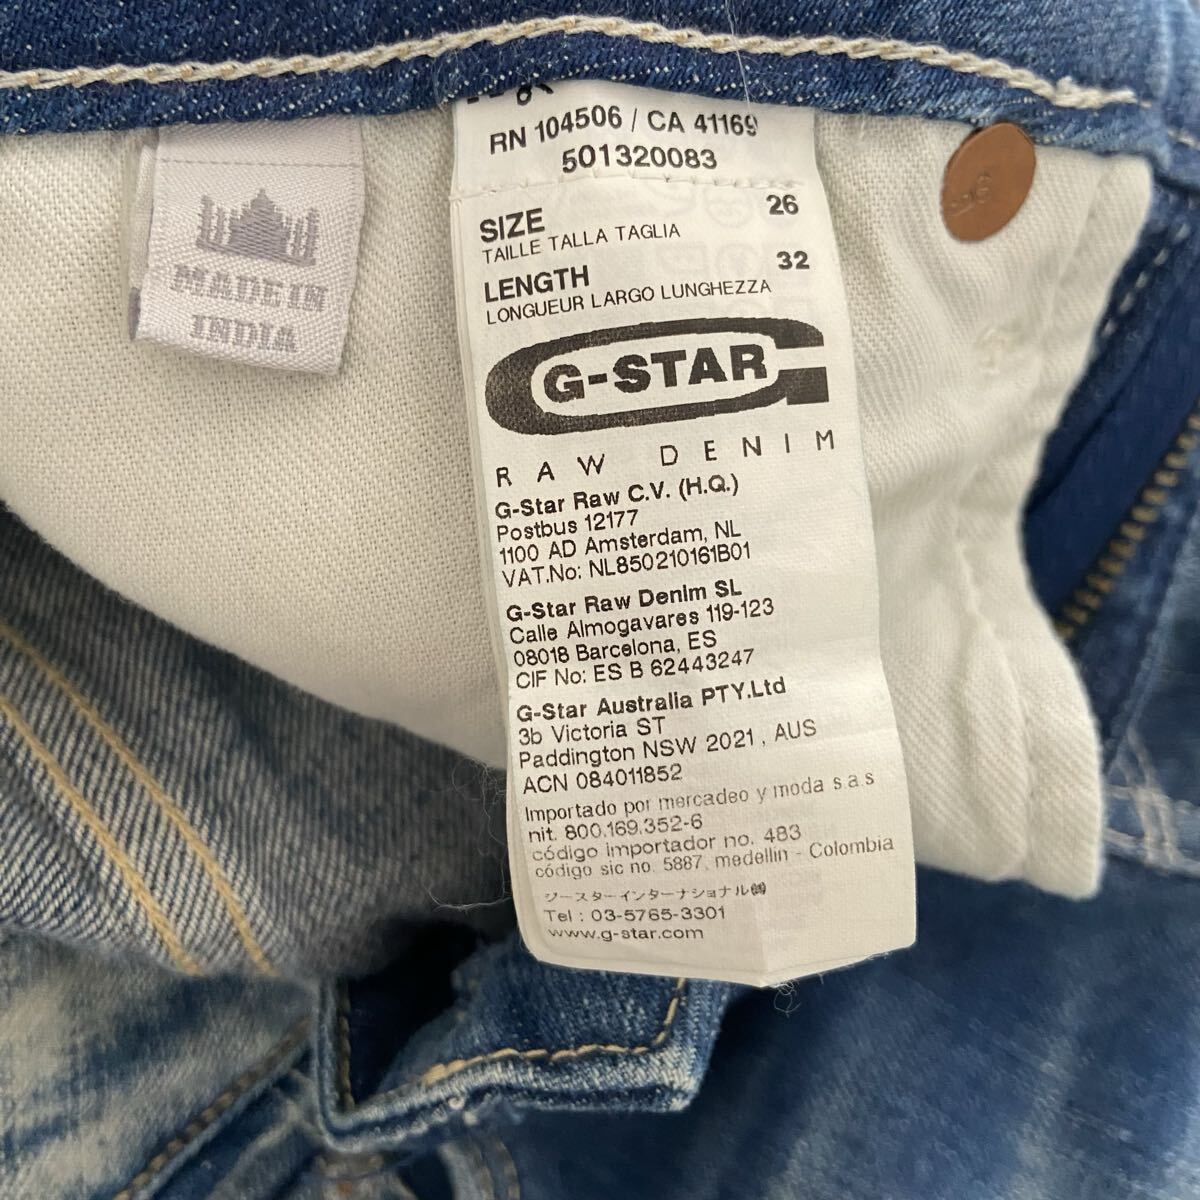 MADE IN
INDIA
RN 104506 / CA 41169
501320083
SIZE 26
TAILLE TALLA TAGLIA
LENGTH 32
LONGUEUR LARGO LUNGHEZZA
G-STAR
RAW DENIM
G-Star Raw C.V. (H.Q.)
Postbus 12177
1100 AD Amsterdam, NL
VAT.No: NL850210161B01
G-Star Raw Denim SL
Calle Almogavares 119-123
08018 Barcelona, ES
CIF No: ES B 62443247
G-Star Australia PTY.Ltd
3b Victoria ST
Paddington NSW 2021 , AUS
ACN 084011852
Importado por mercadeo y moda s.a.s
nit. 800.169.352-6
código importador no. 483
código sic no. 5887, medellin - Colombia
ジースターインターナショナル㈱
Tel : 03-5765-3301
www.g-star.com